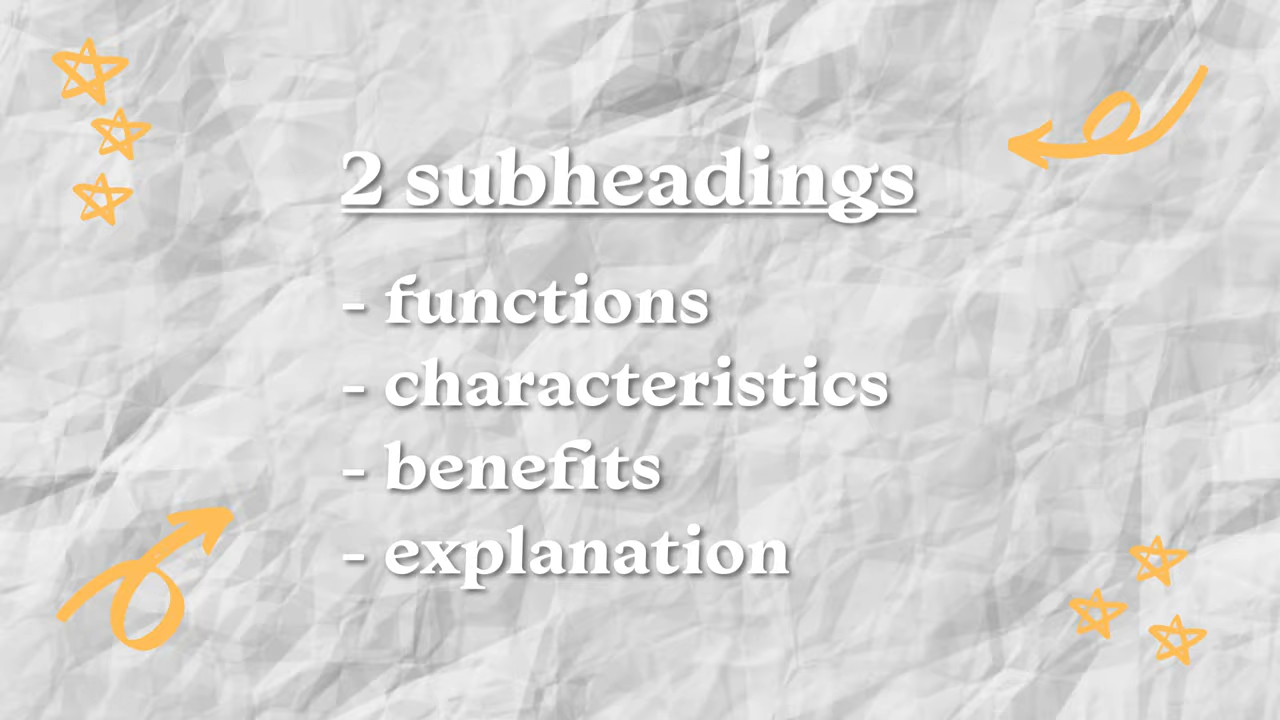 2 subheadings
- functions
- characteristics
- benefits
- explanation